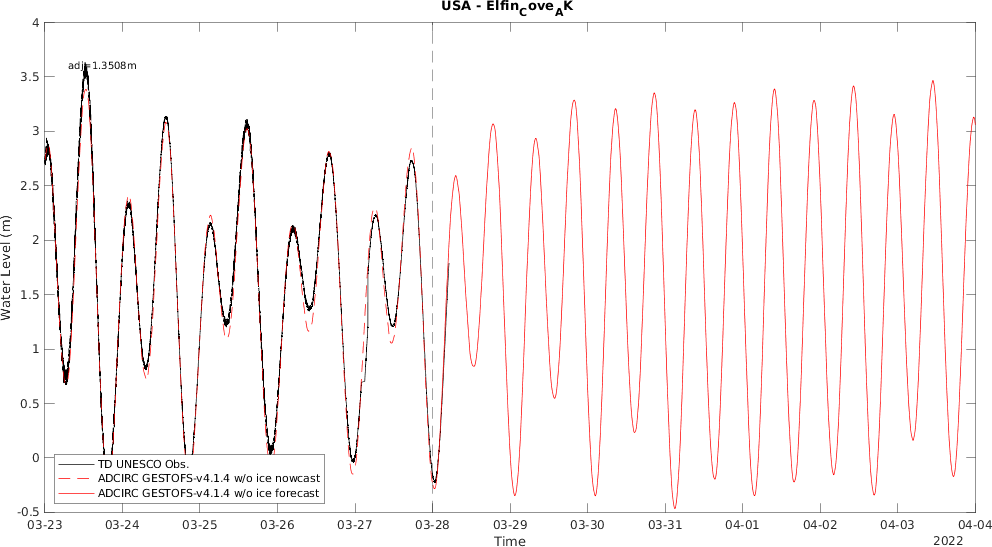 USA - Elfin_Cove_AK
4
adj=1.3508m
3.5
3
2.5
2
1.5
1
0.5
0
-0.5
Water Level (m)
TD UNESCO Obs.
ADCIRC GESTOFS-v4.1.4 w/o ice nowcast
ADCIRC GESTOFS-v4.1.4 w/o ice forecast
03-23 03-24 03-25 03-26 03-27 03-28 03-29 03-30 03-31 04-01 04-02 04-03 04-04
Time
2022